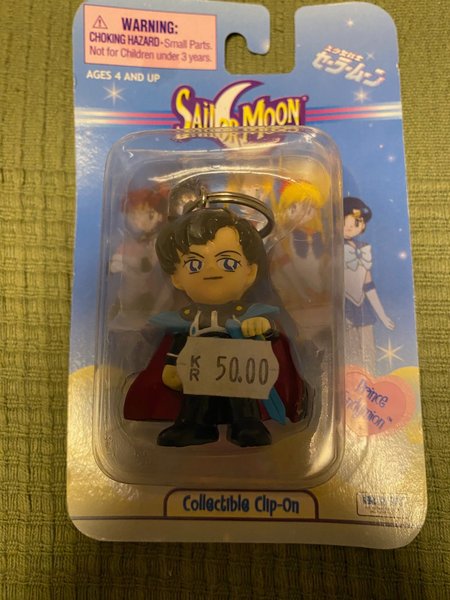 WARNING:
CHOKING HAZARD-Small Parts.
Not for Children under 3 years.
AGES 4 AND UP
美少女戦士
セーラームーン
SAILOR MOON
KR 50.00
Prince
Endymion™
Collectible Clip-On